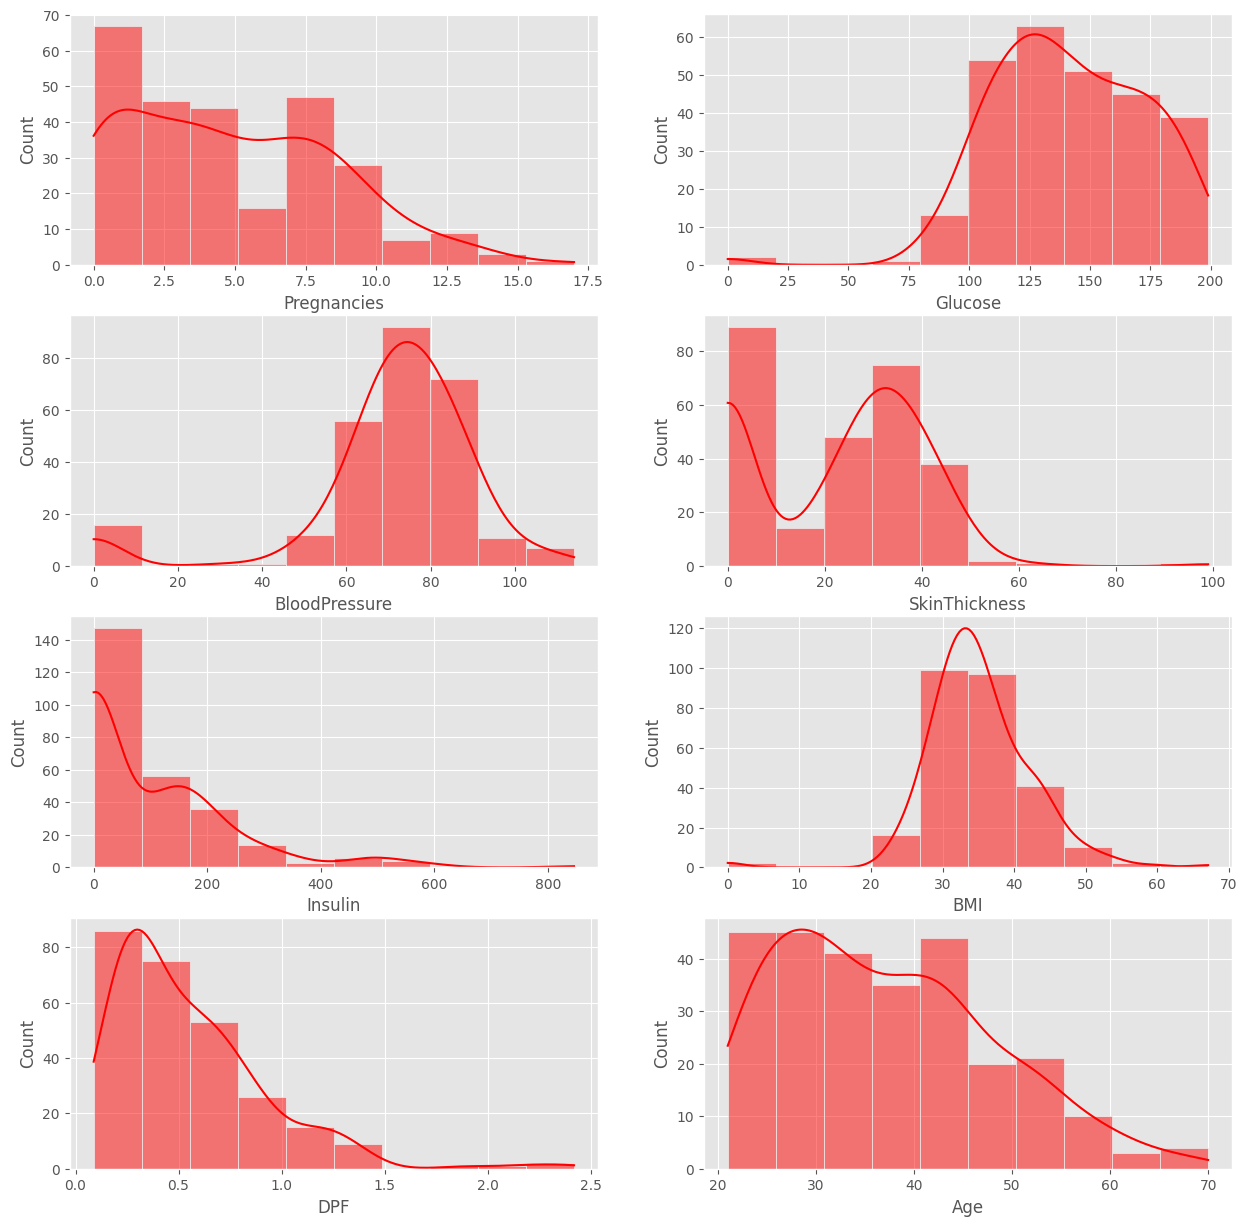 70
60
50
40
30
20
10
0
Count
0.0 2.5 5.0 7.5 10.0 12.5 15.0 17.5
Pregnancies
60
50
40
30
20
10
0
Count
0 25 50 75 100 125 150 175 200
Glucose
80
60
40
20
0
Count
0 20 40 60 80 100
BloodPressure
80
60
40
20
0
Count
0 20 40 60 80 100
SkinThickness
140
120
100
80
60
40
20
0
Count
0 200 400 600 800
Insulin
120
100
80
60
40
20
0
Count
0 10 20 30 40 50 60 70
BMI
80
60
40
20
0
Count
0.0 0.5 1.0 1.5 2.0 2.5
DPF
40
30
20
10
0
Count
20 30 40 50 60 70
Age